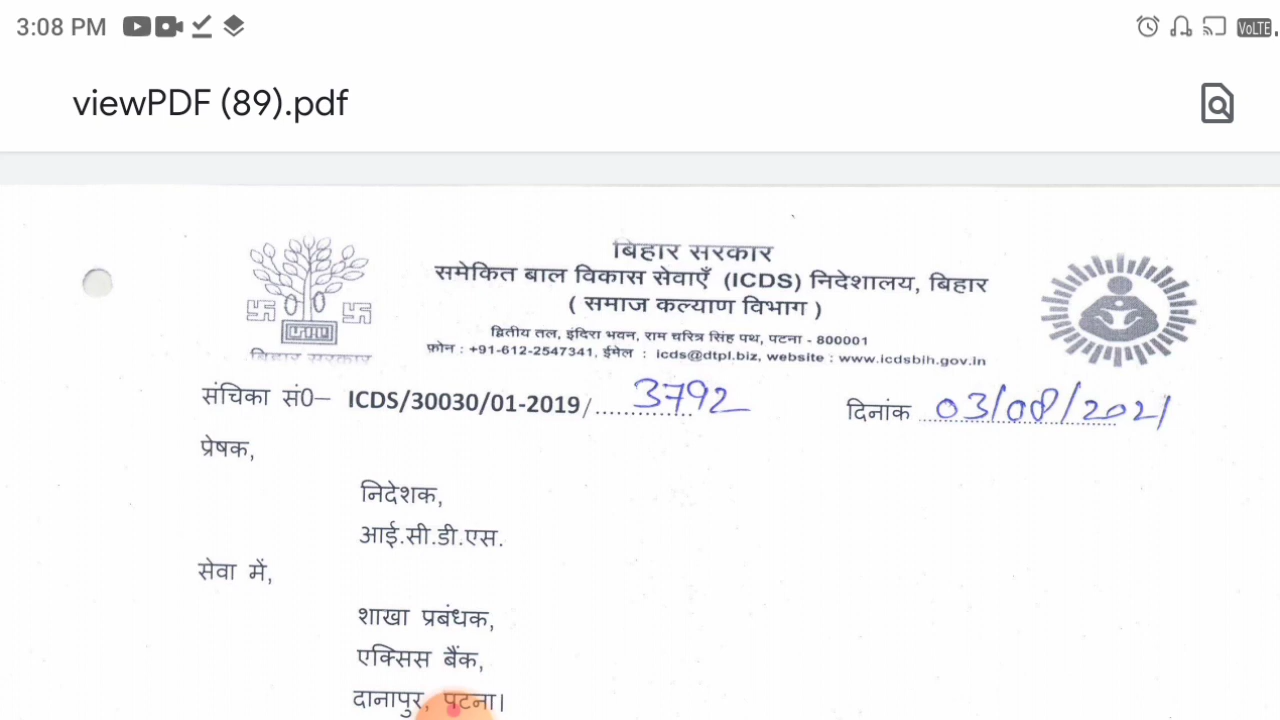 3:08 PM
VoLTE
viewPDF (89).pdf
बिहार सरकार
समेकित बाल विकास सेवाएँ (ICDS) निदेशालय, बिहार
( समाज कल्याण विभाग )
द्वितीय तल, इंदिरा भवन, राम चरित्र सिंह पथ, पटना - 800001
फ़ोन : +91-612-2547341, ईमेल : icds@dtpl.biz, website : www.icdsbih.gov.in
बिहार सरकार
संचिका सं0– ICDS/30030/01-2019/..............3792 दिनांक 03/08/2021
प्रेषक,
निदेशक,
आई.सी.डी.एस.
सेवा में,
शाखा प्रबंधक,
एक्सिस बैंक,
दानापुर, पटना।